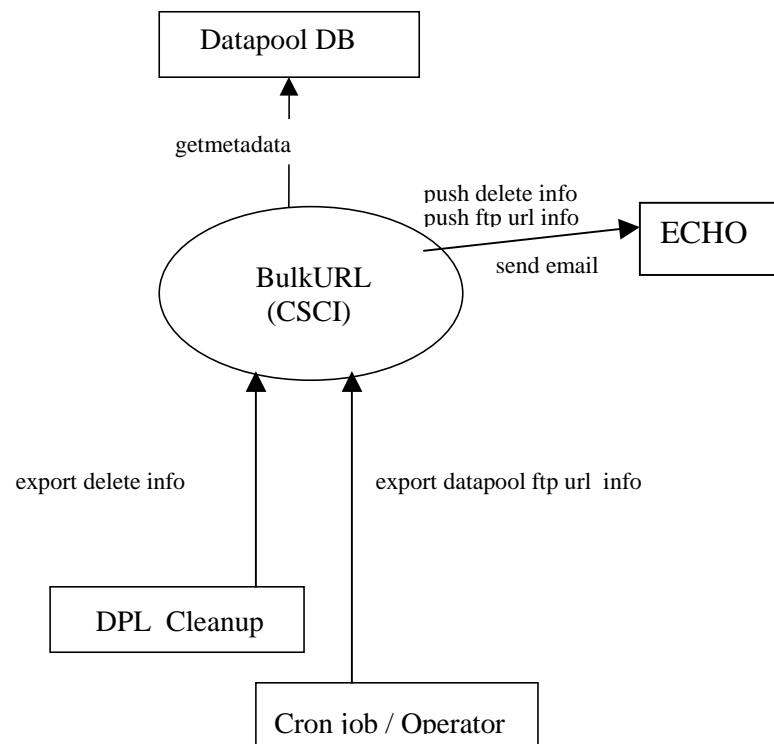 Datapool DB
getmetadata
push delete info
push ftp url info
ECHO
send email
BulkURL
(CSCI)
export delete info
export datapool ftp url info
DPL Cleanup
Cron job / Operator